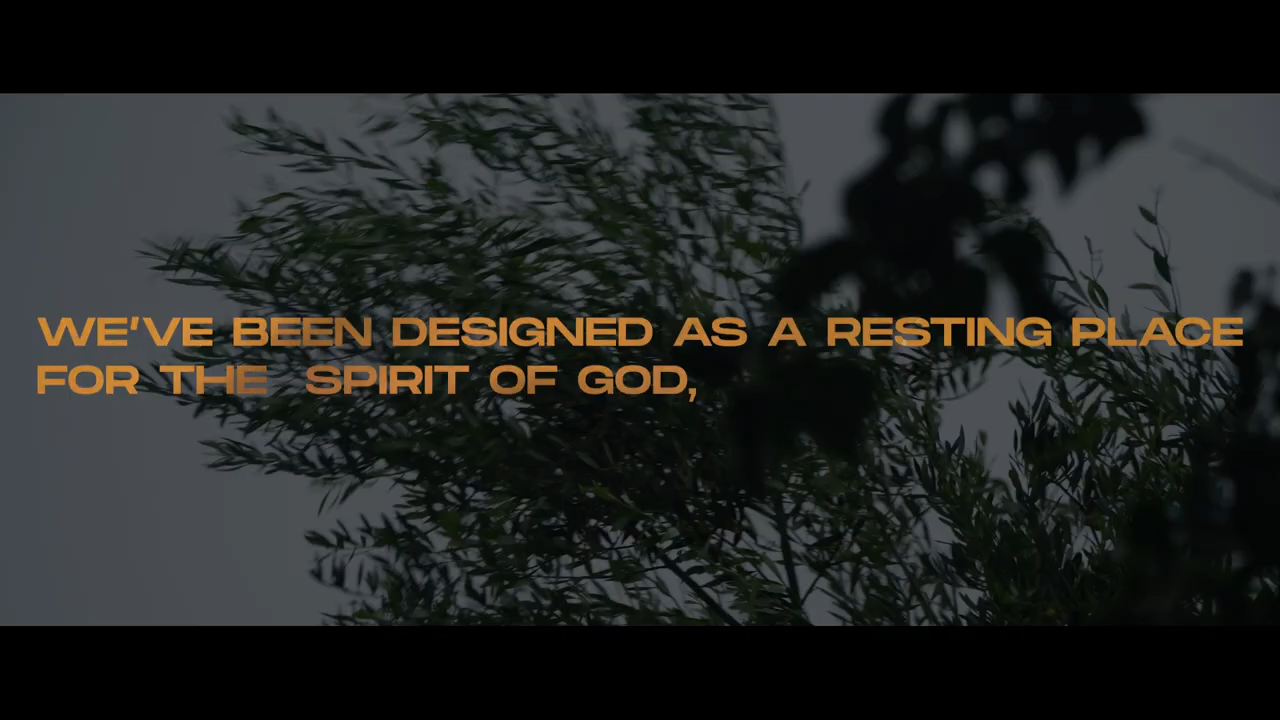 WE'VE BEEN DESIGNED AS A RESTING PLACE
FOR THE  SPIRIT OF GOD,